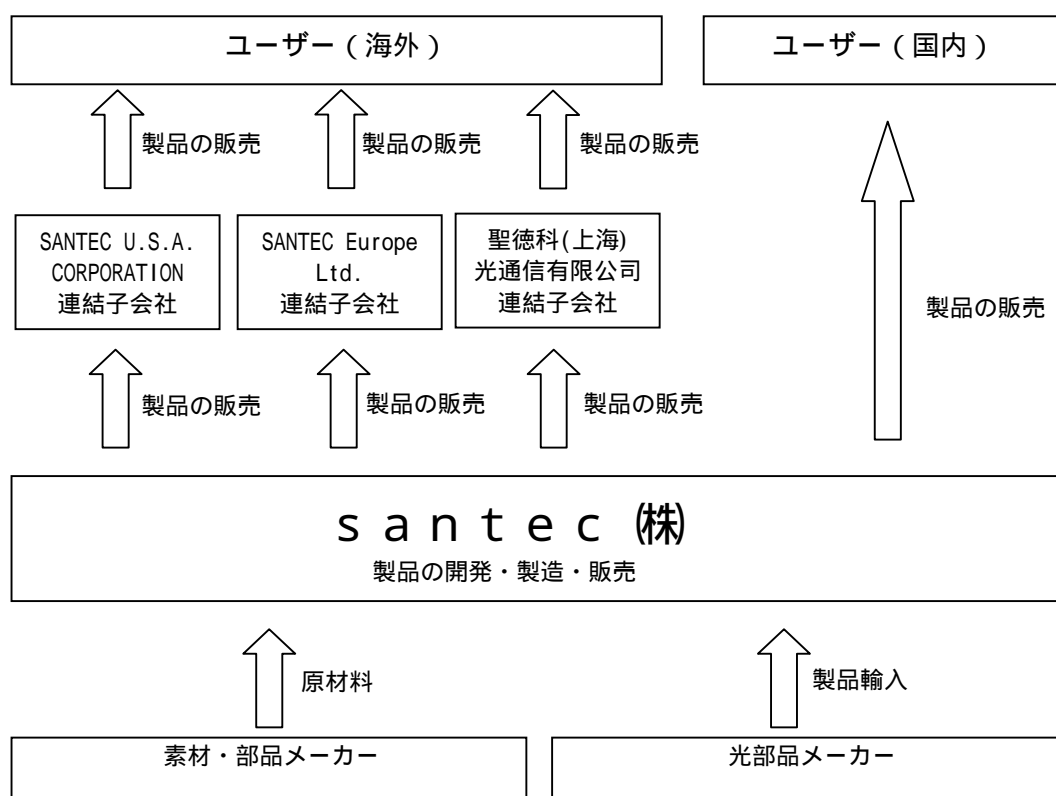 ユーザー（海外）
ユーザー（国内）
製品の販売
製品の販売
製品の販売
SANTEC U.S.A.
CORPORATION
連結子会社
SANTEC Europe
Ltd.
連結子会社
聖徳科(上海)
光通信有限公司
連結子会社
製品の販売
製品の販売
製品の販売
製品の販売
santec㈱
製品の開発・製造・販売
原材料
製品輸入
素材・部品メーカー
光部品メーカー